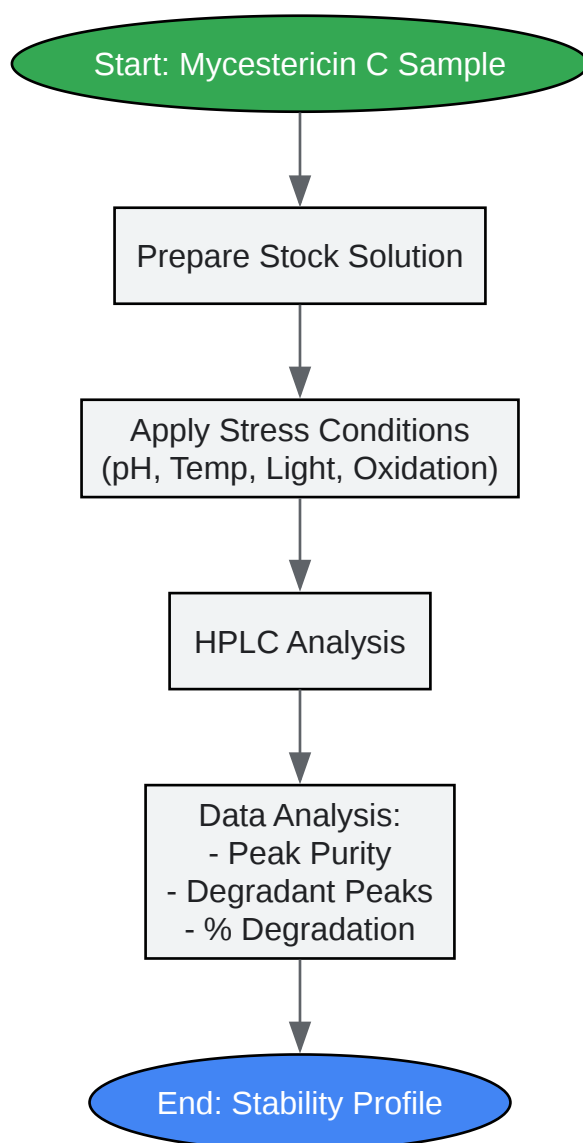 Start: Mycestericin C Sample
Prepare Stock Solution
Apply Stress Conditions
(pH, Temp, Light, Oxidation)
HPLC Analysis
Data Analysis:
- Peak Purity
- Degradant Peaks
- % Degradation
End: Stability Profile